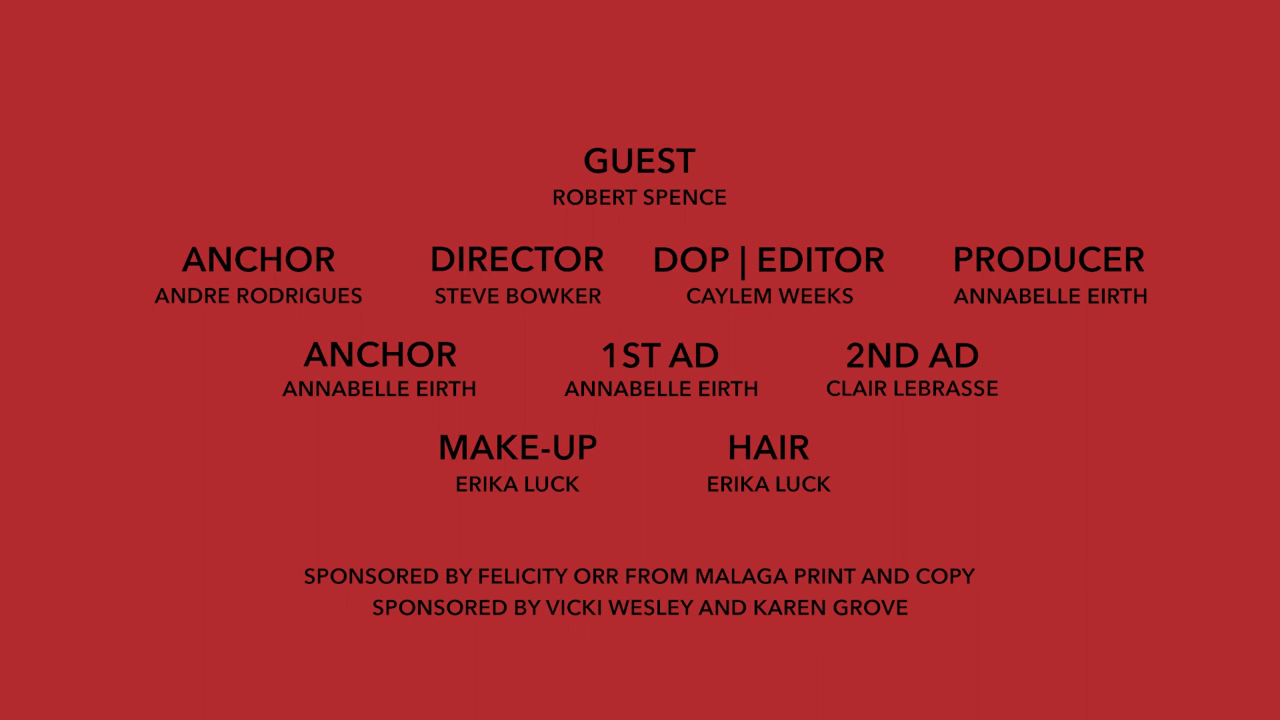 GUEST
ROBERT SPENCE
ANCHOR DIRECTOR DOP | EDITOR PRODUCER
ANDRE RODRIGUES STEVE BOWKER CAYLEM WEEKS ANNABELLE EIRTH
ANCHOR 1ST AD 2ND AD
ANNABELLE EIRTH ANNABELLE EIRTH CLAIR LEBRASSE
MAKE-UP HAIR
ERIKA LUCK ERIKA LUCK
SPONSORED BY FELICITY ORR FROM MALAGA PRINT AND COPY
SPONSORED BY VICKI WESLEY AND KAREN GROVE